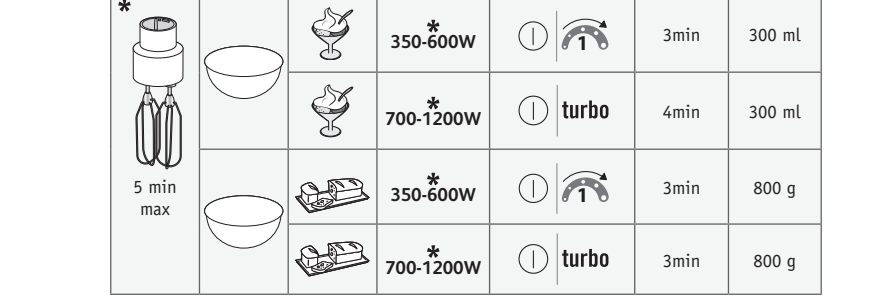 *
5 min
max
*
350-600W
1
3min
300 ml
*
700-1200W
turbo
4min
300 ml
*
350-600W
1
3min
800 g
*
700-1200W
turbo
3min
800 g